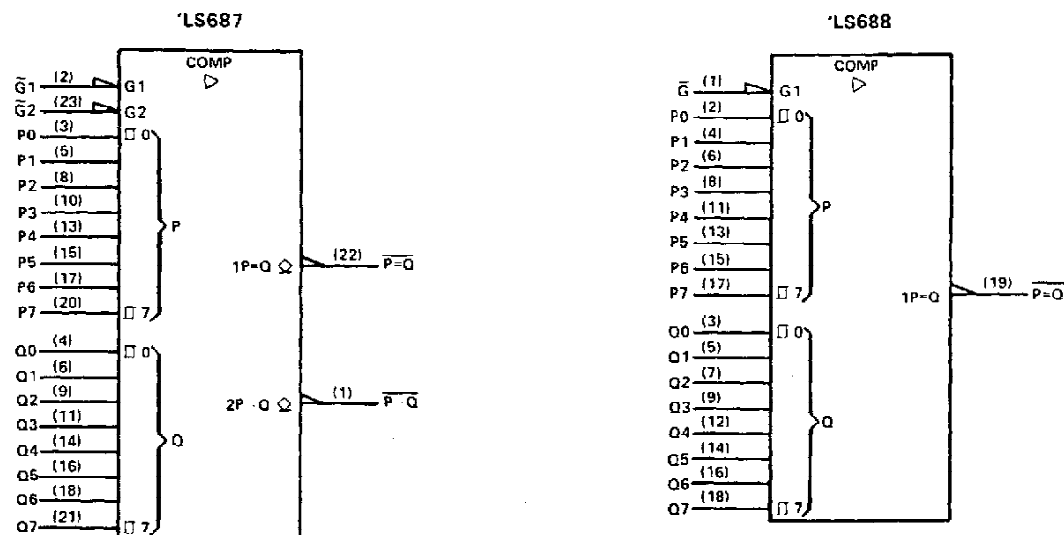 'LS687
COMP
G̅1 (2) G1
G̅2 (23) G2
P0 (3) 0
P1 (5)
P2 (8)
P3 (10)
P4 (13)
P5 (15)
P6 (17)
P7 (20) 7
P
Q0 (4) 0
Q1 (6)
Q2 (9)
Q3 (11)
Q4 (14)
Q5 (16)
Q6 (18)
Q7 (21) 7
Q
1P=Q (22) P=Q
2P Q (1) P Q
'LS688
COMP
G̅ (1) G1
P0 (2) 0
P1 (4)
P2 (6)
P3 (8)
P4 (11)
P5 (13)
P6 (15)
P7 (17) 7
P
Q0 (3) 0
Q1 (5)
Q2 (7)
Q3 (9)
Q4 (12)
Q5 (14)
Q6 (16)
Q7 (18) 7
Q
1P=Q (19) P=Q